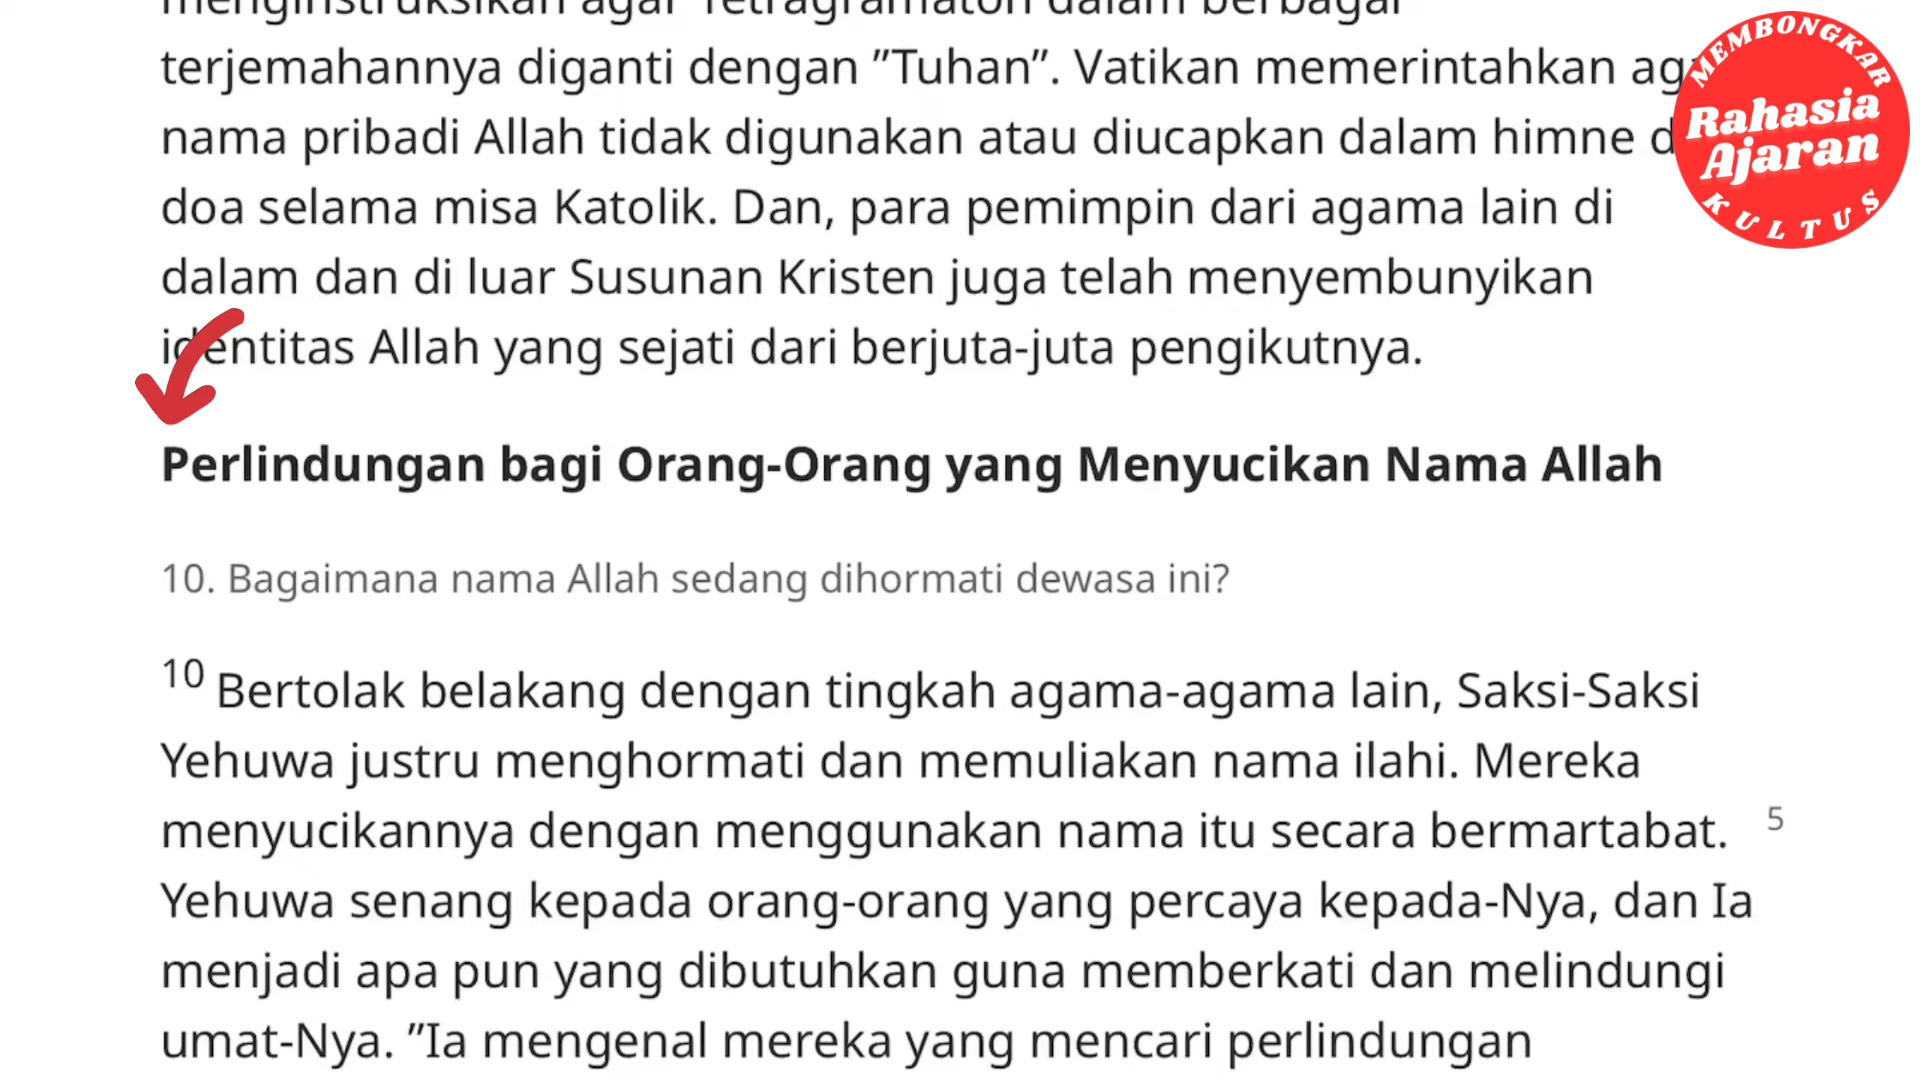 menginstruksikan agar Tetragramaton dalam berbagai
terjemahannya diganti dengan ”Tuhan”. Vatikan memerintahkan aga
nama pribadi Allah tidak digunakan atau diucapkan dalam himne d
doa selama misa Katolik. Dan, para pemimpin dari agama lain di
dalam dan di luar Susunan Kristen juga telah menyembunyikan
identitas Allah yang sejati dari berjuta-juta pengikutnya.
Perlindungan bagi Orang-Orang yang Menyucikan Nama Allah
10. Bagaimana nama Allah sedang dihormati dewasa ini?
10 Bertolak belakang dengan tingkah agama-agama lain, Saksi-Saksi
Yehuwa justru menghormati dan memuliakan nama ilahi. Mereka
menyucikannya dengan menggunakan nama itu secara bermartabat.
5
Yehuwa senang kepada orang-orang yang percaya kepada-Nya, dan Ia
menjadi apa pun yang dibutuhkan guna memberkati dan melindungi
umat-Nya. ”Ia mengenal mereka yang mencari perlindungan
MEMBONGKAR
Rahasia
Ajaran
KULTUS